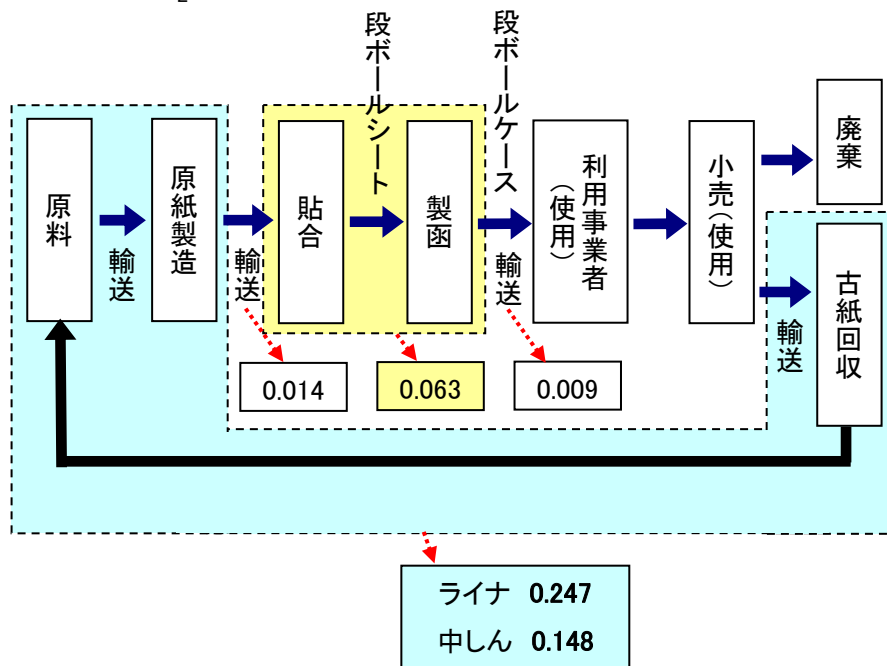 段ボールシート
段ボールケース
原料
輸送
原紙製造
輸送
貼合
製函
輸送
利用事業者
(使用)
小売(使用)
廃棄
輸送
古紙回収
0.014
0.063
0.009
ライナ 0.247
中しん 0.148